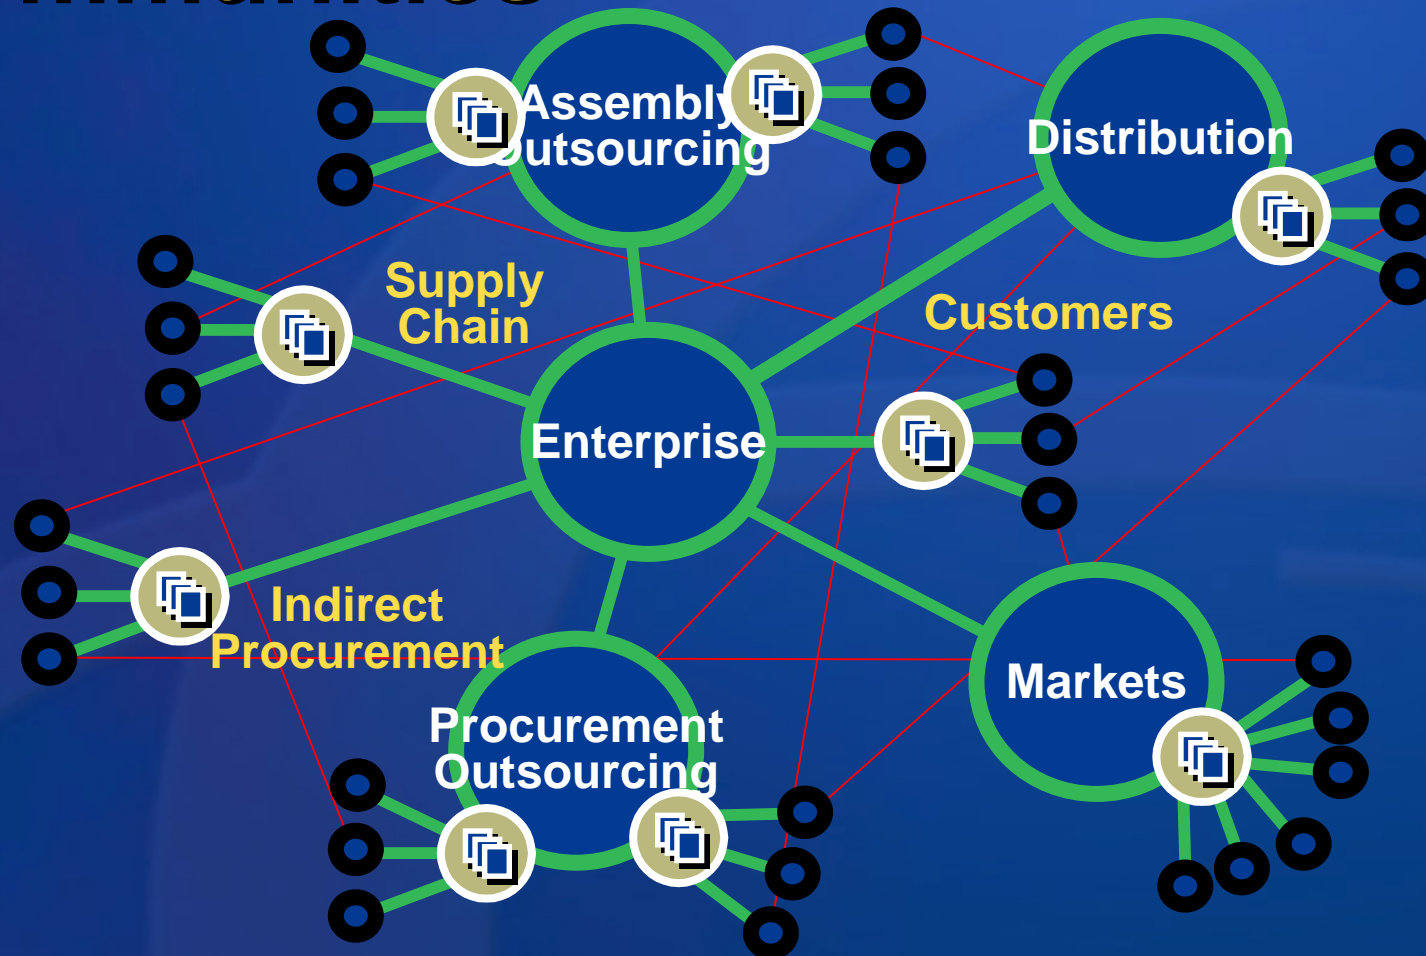 Assembly
Outsourcing
Distribution
Supply
Chain
Customers
Enterprise
Indirect
Procurement
Markets
Procurement
Outsourcing